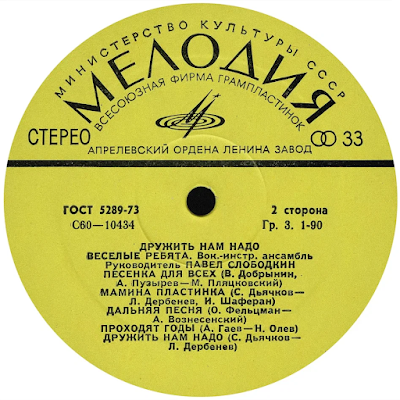 МИНИСТЕРСТВО КУЛЬТУРЫ СССР
МЕЛОДИЯ
ВСЕСОЮЗНАЯ ФИРМА ГРАМПЛАСТИНОК
СТЕРЕО
33
АПРЕЛЕВСКИЙ ОРДЕНА ЛЕНИНА ЗАВОД
ГОСТ 5289-73
2 сторона
С60—10434
Гр. 3. 1-90
ДРУЖИТЬ НАМ НАДО
ВЕСЕЛЫЕ РЕБЯТА. Вок.-инстр. ансамбль
Руководитель ПАВЕЛ СЛОБОДКИН
ПЕСЕНКА ДЛЯ ВСЕХ (В. Добрынин,
А. Пузырев—М. Пляцковский)
МАМИНА ПЛАСТИНКА (С. Дьячков—
Л. Дербенев, И. Шаферан)
ДАЛЬНАЯ ПЕСНЯ (О. Фельцман—
А. Вознесенский)
ПРОХОДЯТ ГОДЫ (А. Гаев—Н. Олев)
ДРУЖИТЬ НАМ НАДО (С. Дьячков—
Л. Дербенев)